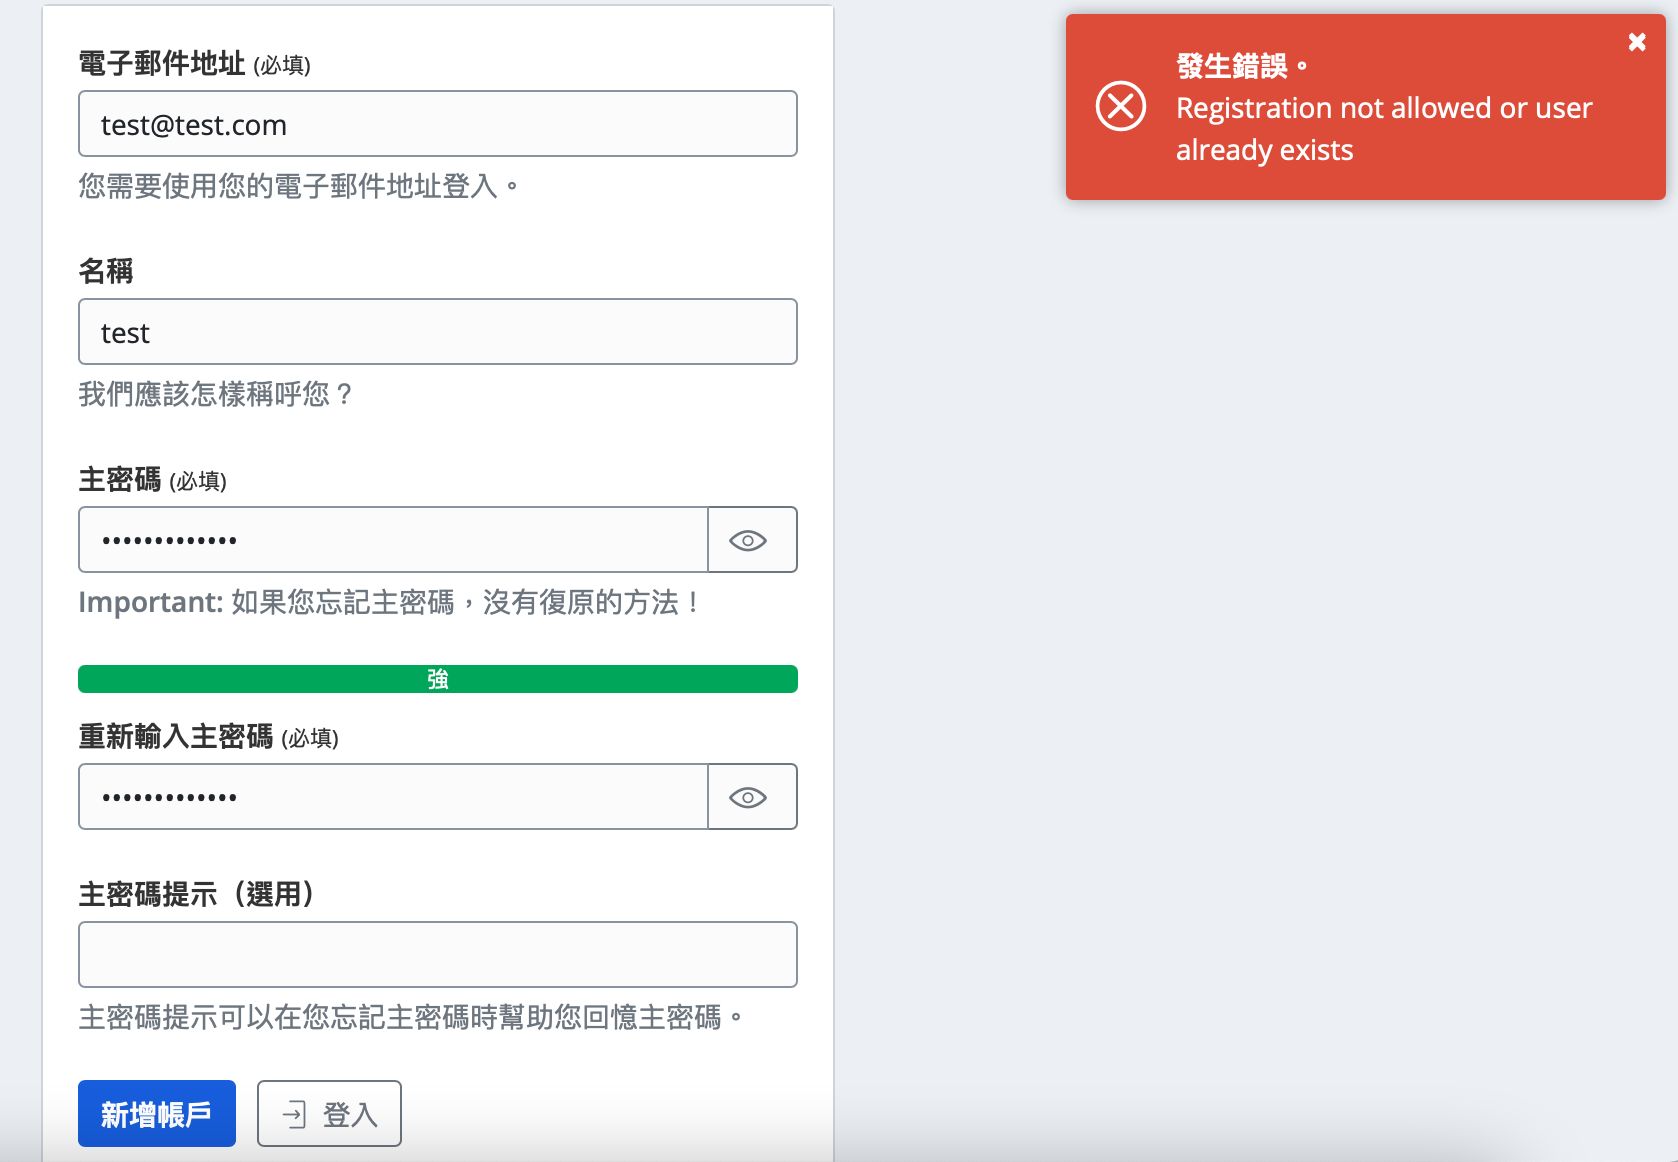 電子郵件地址 (必填)
test@test.com
您需要使用您的電子郵件地址登入。
名稱
test
我們應該怎樣稱呼您？
主密碼 (必填)
•••••••••••••
Important: 如果您忘記主密碼，沒有復原的方法！
強
重新輸入主密碼 (必填)
•••••••••••••
主密碼提示（選用）
主密碼提示可以在您忘記主密碼時幫助您回憶主密碼。
新增帳戶
登入
發生錯誤。
Registration not allowed or user
already exists